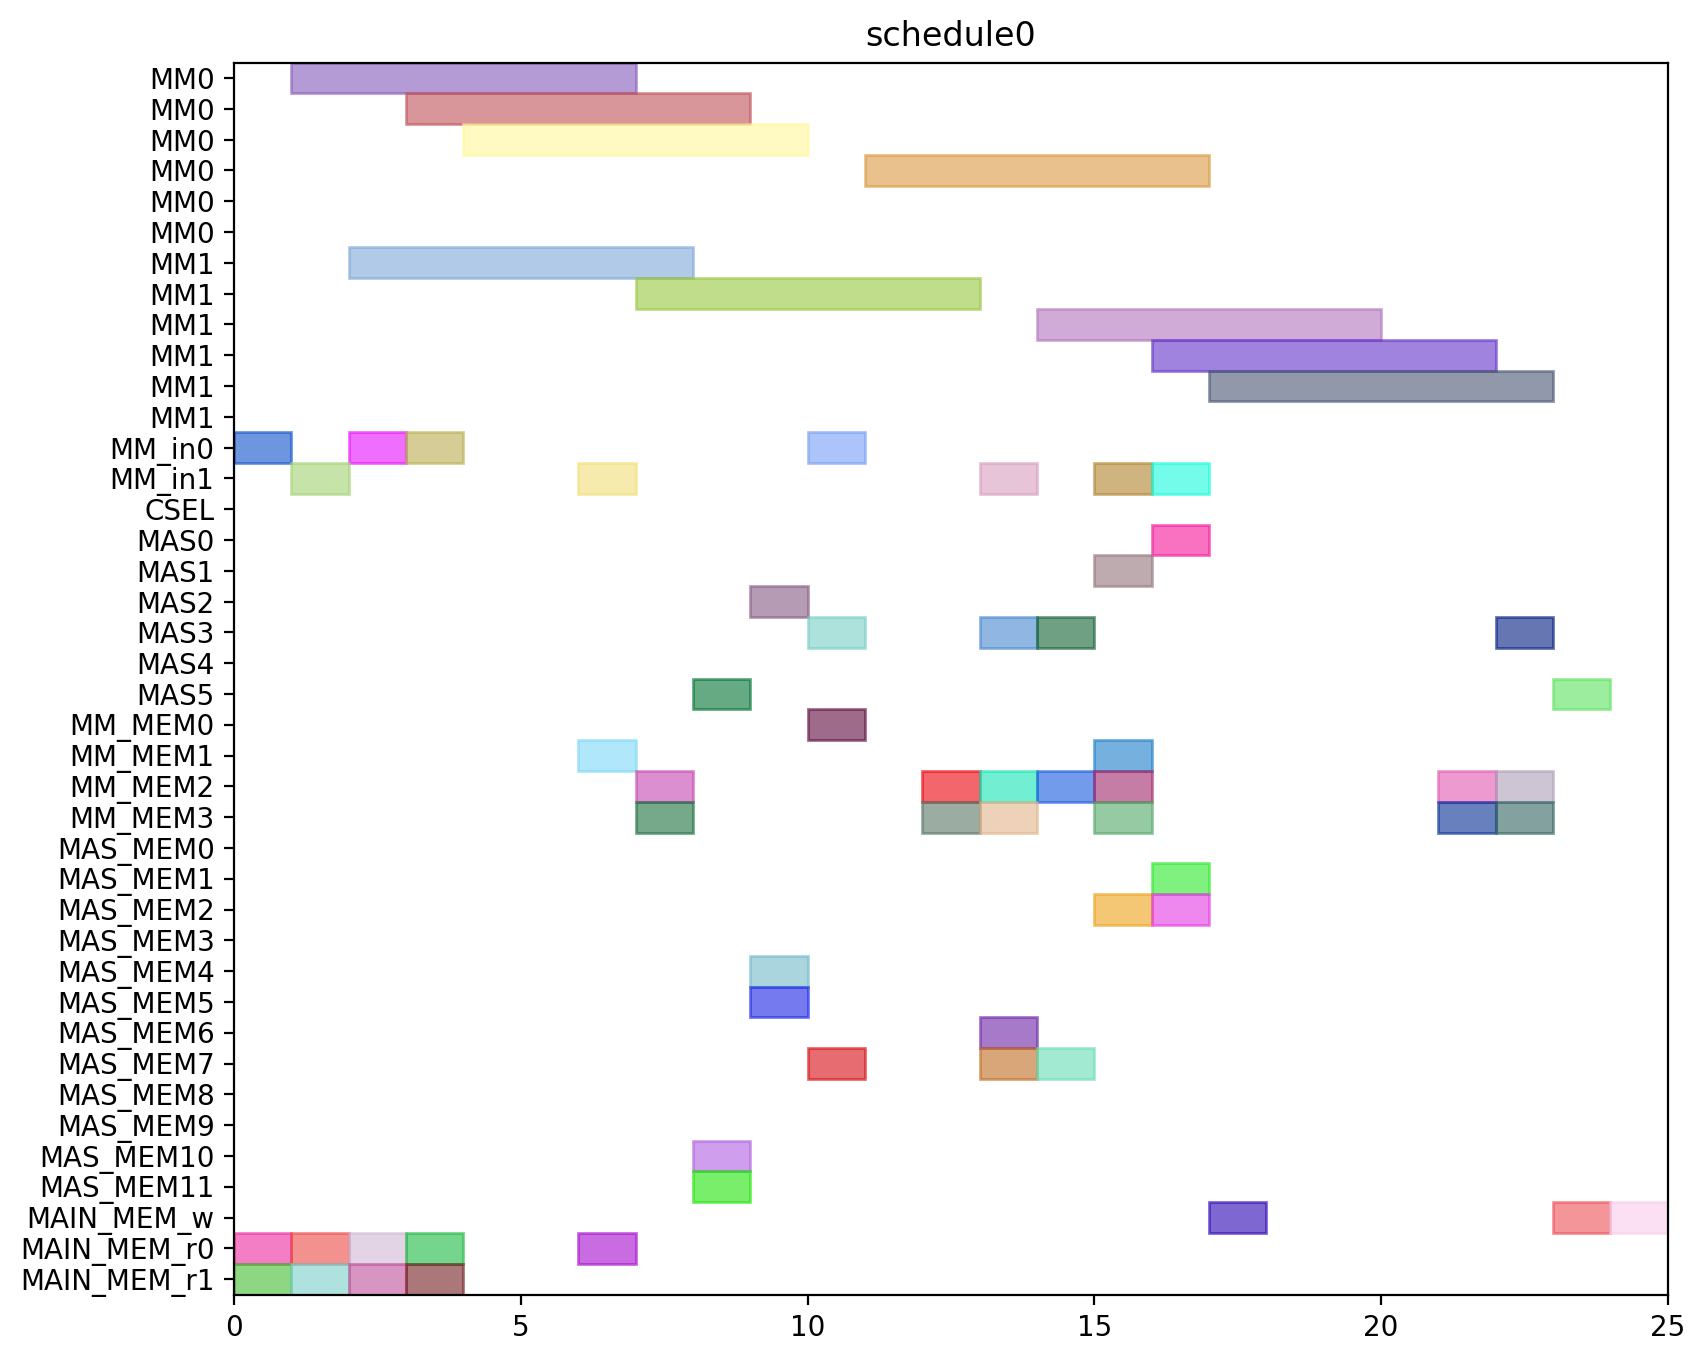 schedule0
MM0
MM0
MM0
MM0
MM0
MM0
MM1
MM1
MM1
MM1
MM1
MM1
MM_in0
MM_in1
CSEL
MAS0
MAS1
MAS2
MAS3
MAS4
MAS5
MM_MEM0
MM_MEM1
MM_MEM2
MM_MEM3
MAS_MEM0
MAS_MEM1
MAS_MEM2
MAS_MEM3
MAS_MEM4
MAS_MEM5
MAS_MEM6
MAS_MEM7
MAS_MEM8
MAS_MEM9
MAS_MEM10
MAS_MEM11
MAIN_MEM_w
MAIN_MEM_r0
MAIN_MEM_r1
0 5 10 15 20 25